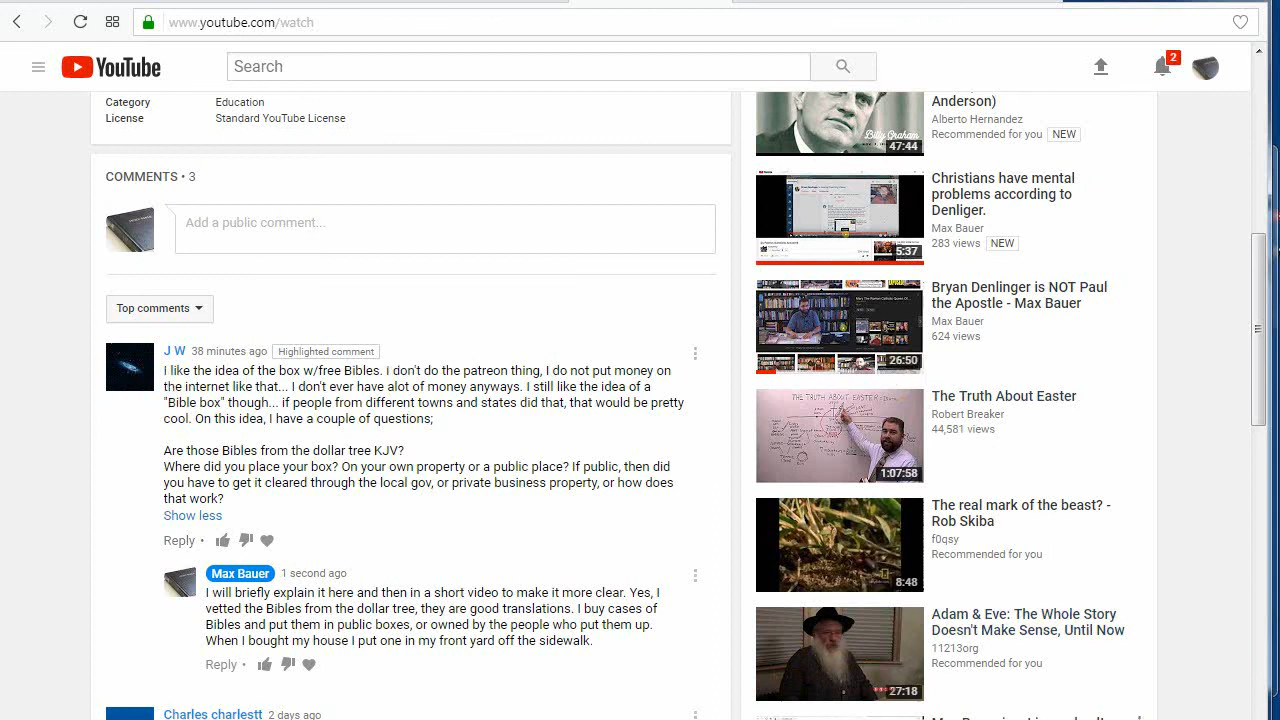 www.youtube.com/watch
YouTube
Search
2
Category Education
License Standard YouTube License
COMMENTS • 3
Add a public comment...
Top comments
J W 38 minutes ago Highlighted comment
I like the idea of the box w/free Bibles. I don't do the patreon thing, I do not put money on
the internet like that... I don't ever have alot of money anyways. I still like the idea of a
"Bible box" though... if people from different towns and states did that, that would be pretty
cool. On this idea, I have a couple of questions;
Are those Bibles from the dollar tree KJV?
Where did you place your box? On your own property or a public place? If public, then did
you have to get it cleared through the local gov, or private business property, or how does
that work?
Show less
Reply •
Max Bauer 1 second ago
I will briefly explain it here and then in a short video to make it more clear. Yes, I
vetted the Bibles from the dollar tree, they are good translations. I buy cases of
Bibles and put them in public boxes, or owned by the people who put them up.
When I bought my house I put one in my front yard off the sidewalk.
Reply •
Charles charlestt 2 days ago
Billy Graham
47:44
Anderson)
Alberto Hernandez
Recommended for you NEW
5:37
Christians have mental
problems according to
Denliger.
Max Bauer
283 views NEW
26:50
Bryan Denlinger is NOT Paul
the Apostle - Max Bauer
Max Bauer
624 views
THE TRUTH ABOUT EASTER
1:07:58
The Truth About Easter
Robert Breaker
44,581 views
8:48
The real mark of the beast? -
Rob Skiba
f0qsy
Recommended for you
27:18
Adam & Eve: The Whole Story
Doesn't Make Sense, Until Now
11213org
Recommended for you